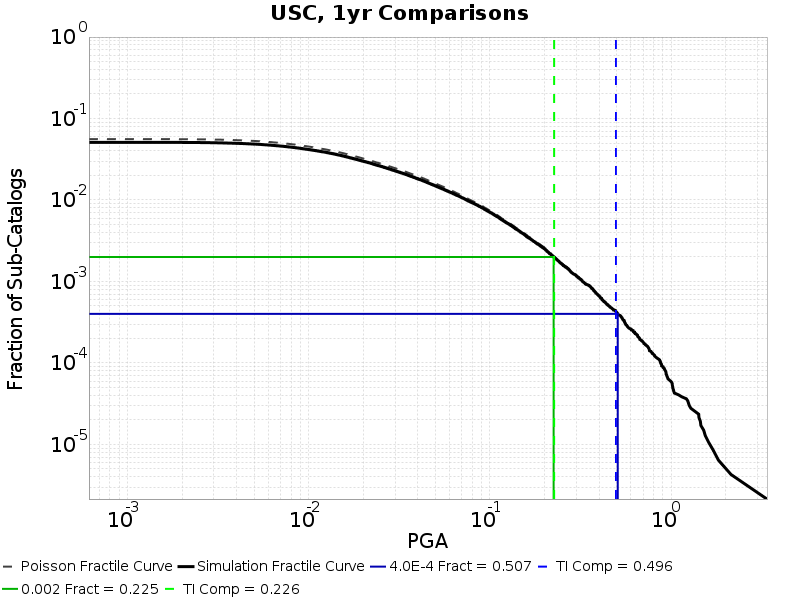 USC, 1yr Comparisons
10^0
10^-1
10^-2
10^-3
10^-4
10^-5
Fraction of Sub-Catalogs
10^-3 10^-2 10^-1 10^0
PGA
Poisson Fractile Curve Simulation Fractile Curve 4.0E-4 Fract = 0.507 TI Comp = 0.496
0.002 Fract = 0.225 TI Comp = 0.226